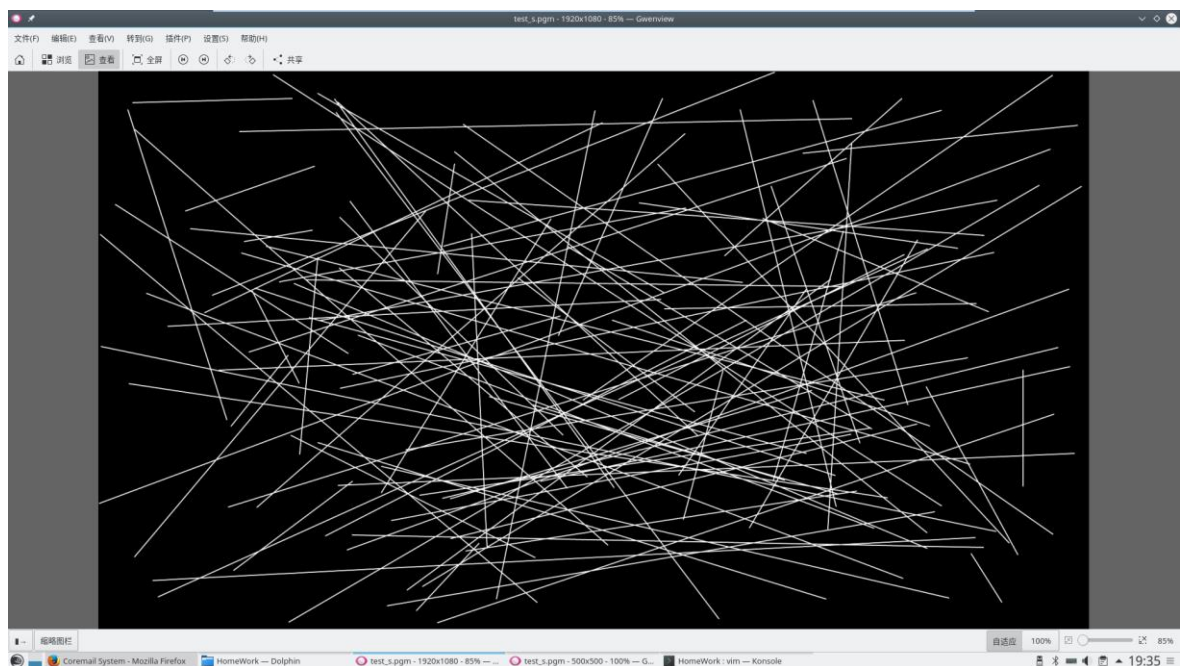 test_s.pgm - 1920x1080 - 85% — Gwenview
文件(F) 编辑(E) 查看(V) 转到(G) 插件(P) 设置(S) 帮助(H)
浏览 查看 全屏 共享
缩略图栏 自适应 100% 85%
Coremail System - Mozilla Firefox HomeWork — Dolphin test_s.pgm - 1920x1080 - 85% — ... test_s.pgm - 500x500 - 100% — G... HomeWork : vim — Konsole 19:35